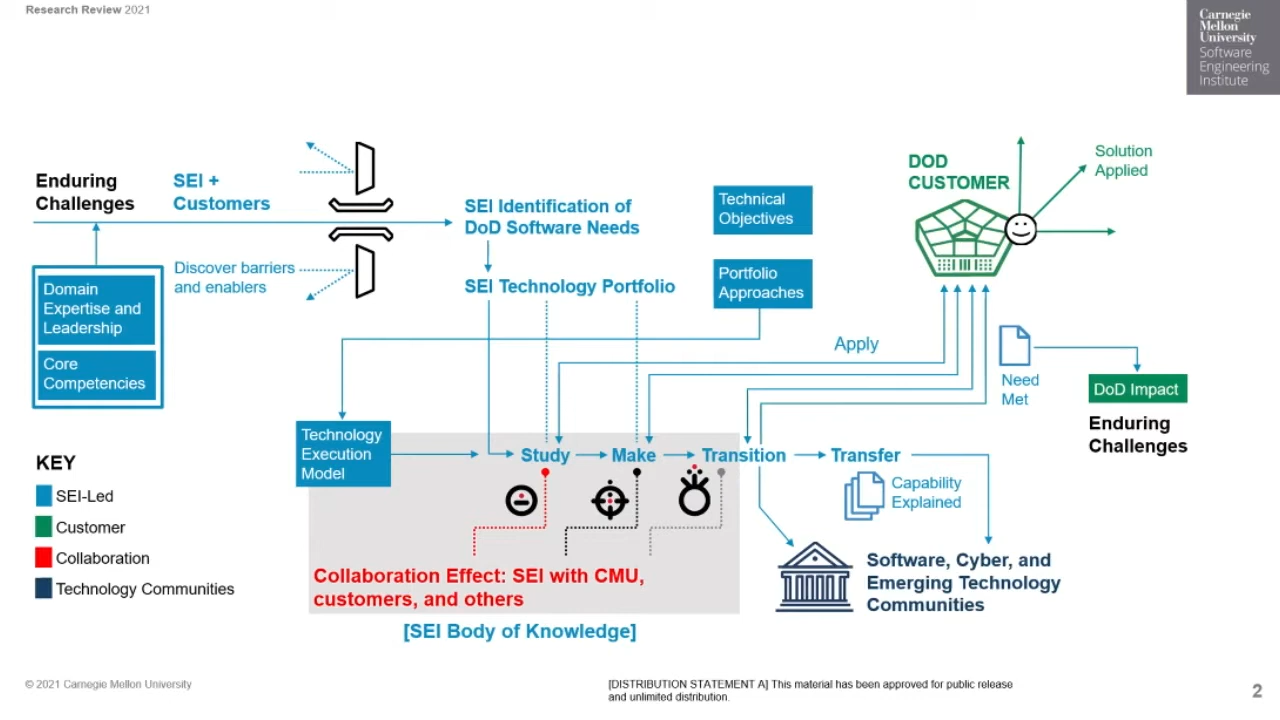 Research Review 2021
Carnegie
Mellon
University
Software
Engineering
Institute
Enduring
Challenges
SEI +
Customers
Discover barriers
and enablers
Domain
Expertise and
Leadership
Core
Competencies
SEI Identification of
DoD Software Needs
SEI Technology Portfolio
Technical
Objectives
Portfolio
Approaches
DOD
CUSTOMER
Solution
Applied
Apply
Need
Met
DoD Impact
Enduring
Challenges
Technology
Execution
Model
Study
Make
Transition
Transfer
Capability
Explained
KEY
SEI-Led
Customer
Collaboration
Technology Communities
Collaboration Effect: SEI with CMU,
customers, and others
[SEI Body of Knowledge]
Software, Cyber, and
Emerging Technology
Communities
© 2021 Carnegie Mellon University
[DISTRIBUTION STATEMENT A] This material has been approved for public release
and unlimited distribution.
2